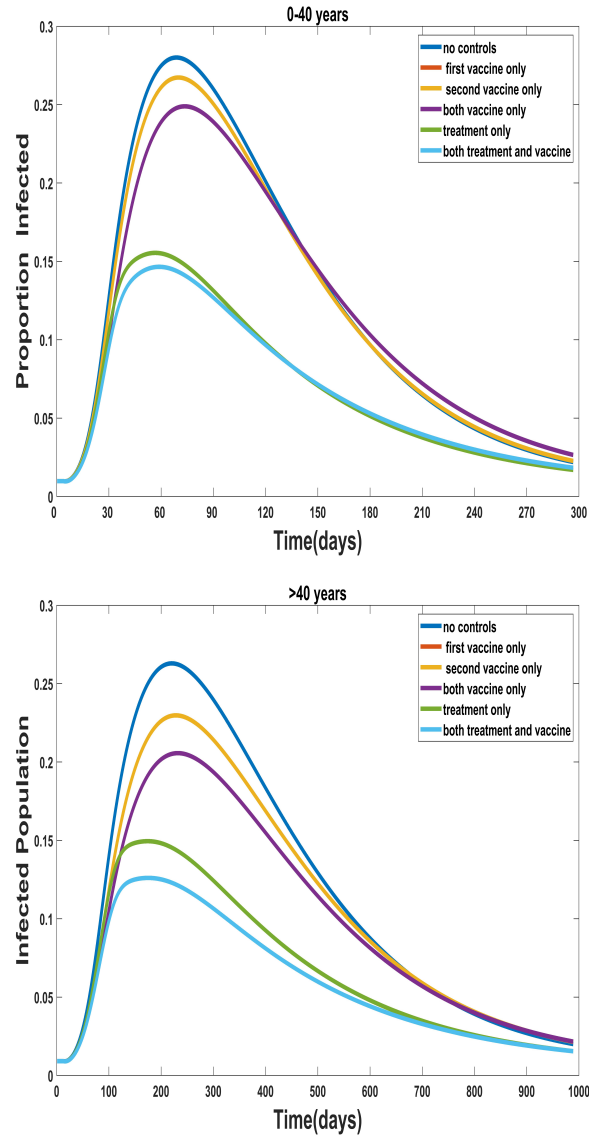 0-40 years
0.3
0.25
0.2
0.15
0.1
0.05
0
Proportion Infected
no controls
first vaccine only
second vaccine only
both vaccine only
treatment only
both treatment and vaccine
0 30 60 90 120 150 180 210 240 270 300
Time(days)
>40 years
0.3
0.25
0.2
0.15
0.1
0.05
0
Infected Population
no controls
first vaccine only
second vaccine only
both vaccine only
treatment only
both treatment and vaccine
0 100 200 300 400 500 600 700 800 900 1000
Time(days)